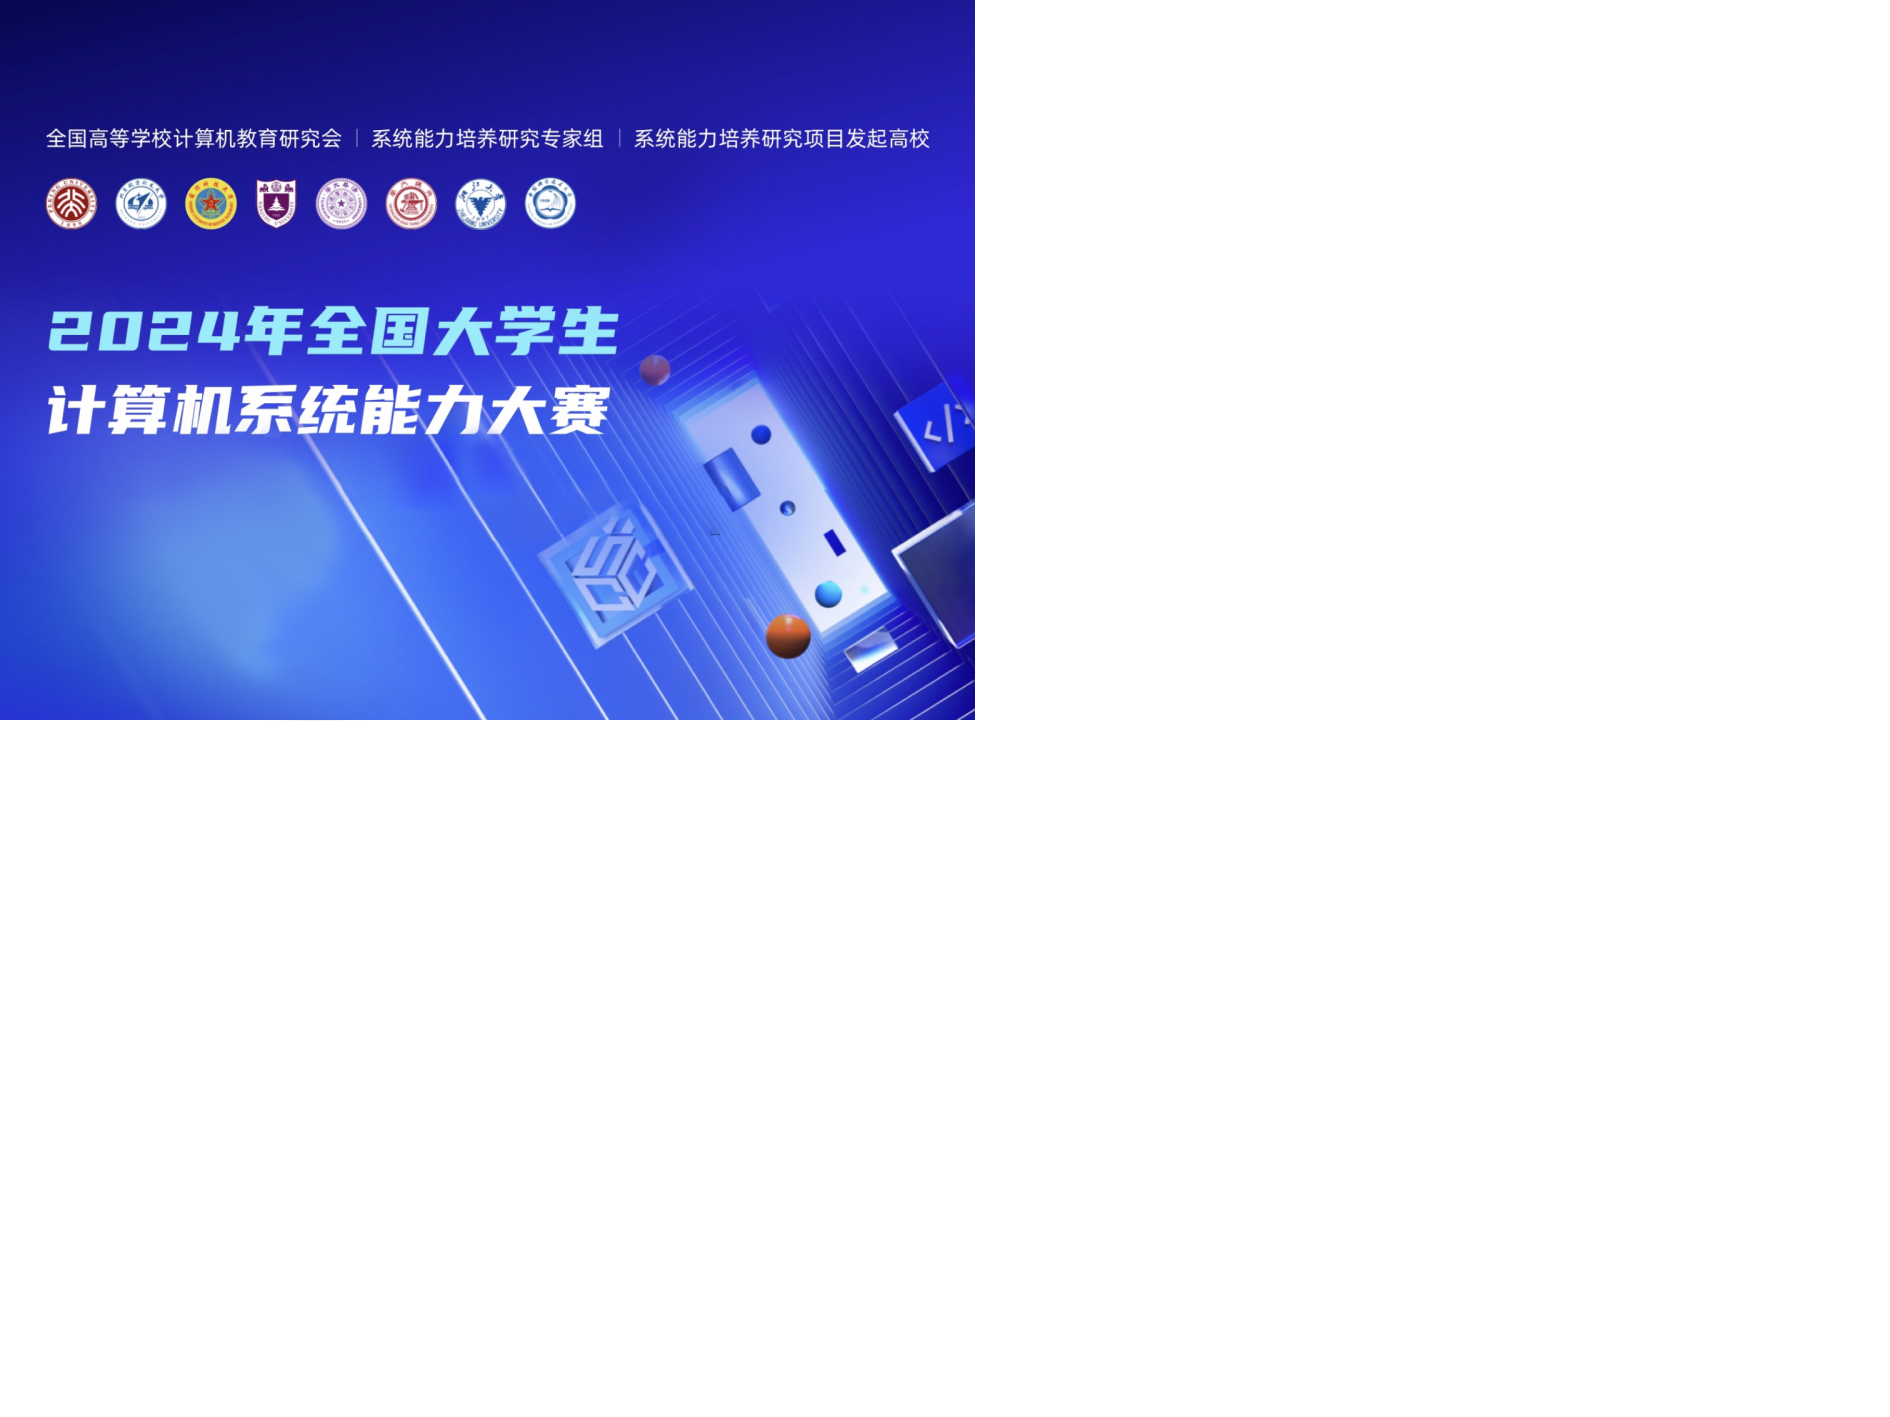 全国高等学校计算机教育研究会 | 系统能力培养研究专家组 | 系统能力培养研究项目发起高校
2024年全国大学生
计算机系统能力大赛